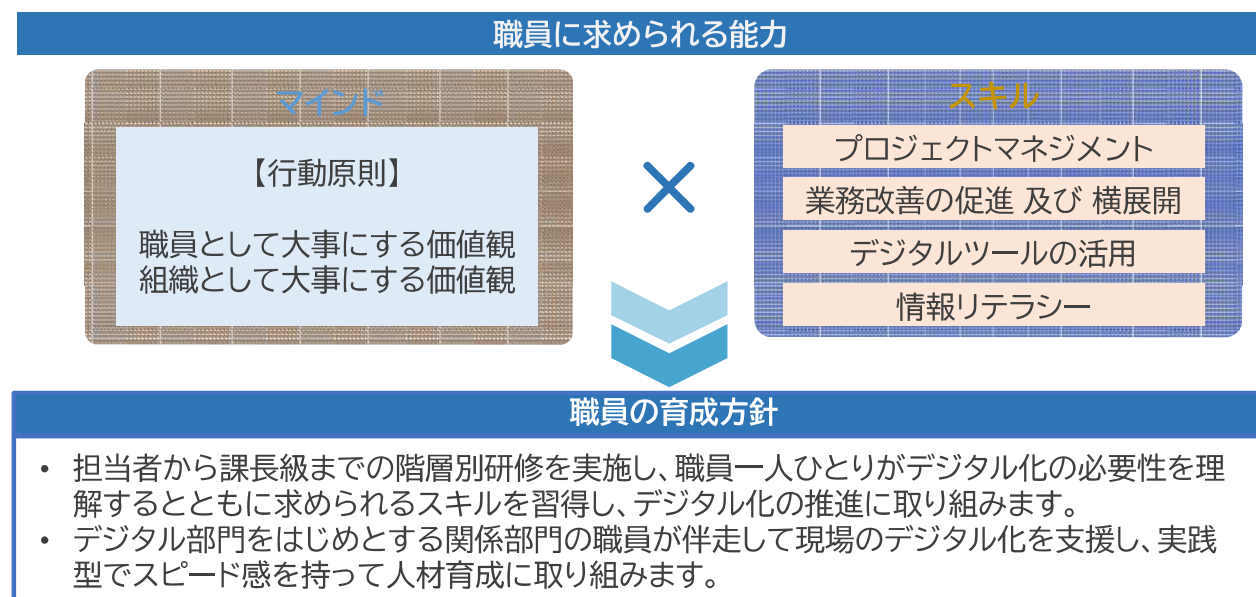 職員に求められる能力
マインド
【行動原則】
職員として大事にする価値観
組織として大事にする価値観
×
スキル
プロジェクトマネジメント
業務改善の促進 及び 横展開
デジタルツールの活用
情報リテラシー
職員の育成方針
• 担当者から課長級までの階層別研修を実施し、職員一人ひとりがデジタル化の必要性を理
解するとともに求められるスキルを習得し、デジタル化の推進に取り組みます。
• デジタル部門をはじめとする関係部門の職員が伴走して現場のデジタル化を支援し、実践
型でスピード感を持って人材育成に取り組みます。